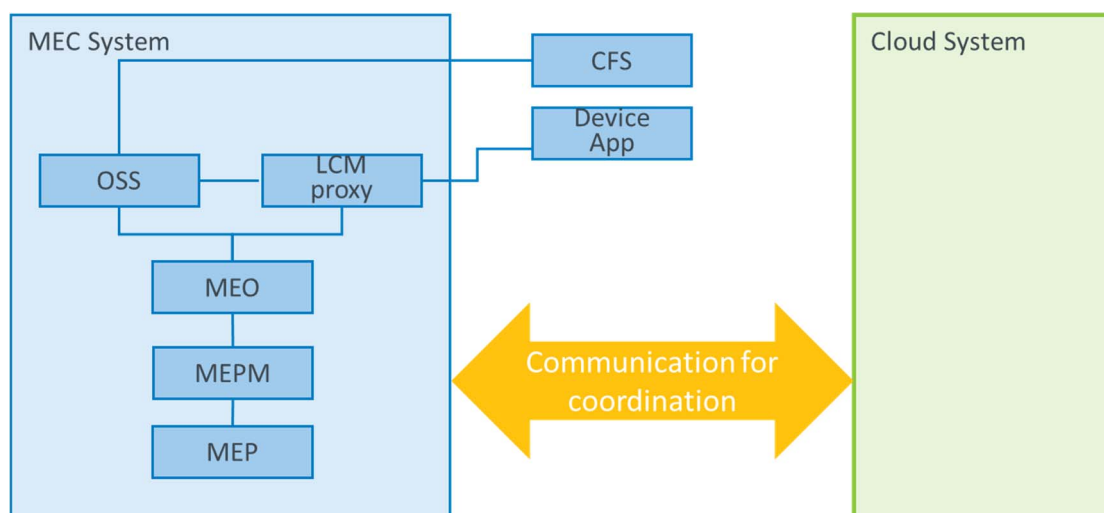 MEC System
CFS
Cloud System
Device
App
OSS
LCM
proxy
MEO
Communication for
coordination
MEPM
MEP